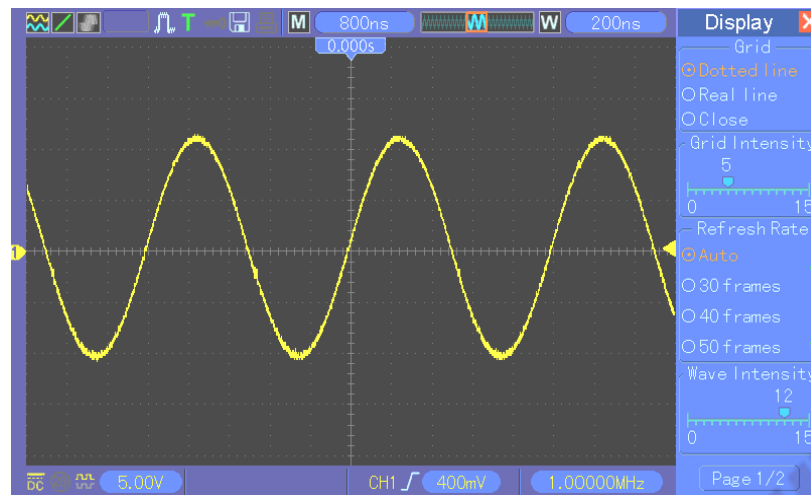 T M 800ns W 200ns Display
0.000s
Grid
Dotted line
Real line
Close
Grid Intensity
5
0 15
Refresh Rate
Auto
30 frames
40 frames
50 frames
Wave Intensity
12
0 15
1
DC 5.00V CH1 400mV 1.00000MHz Page 1/2